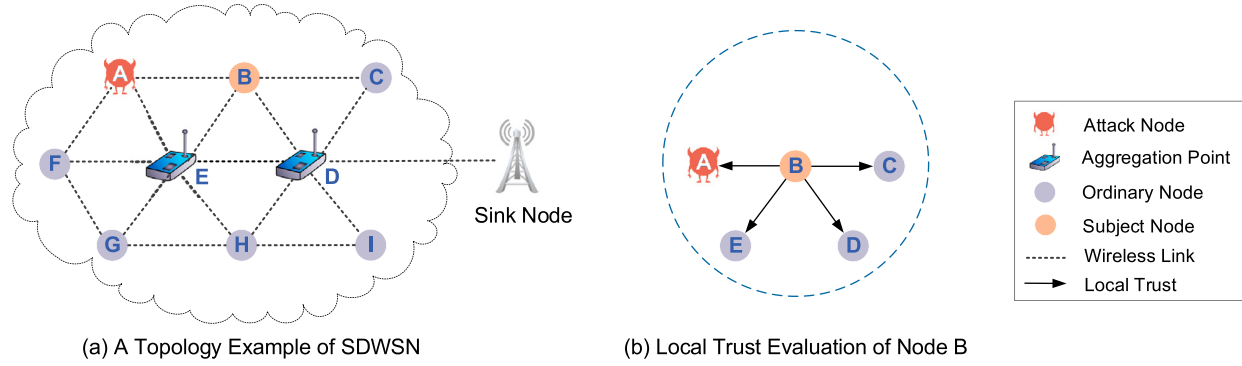 A
B
C
F
E
D
Sink Node
G
H
I
(a) A Topology Example of SDWSN
A
B
C
E
D
(b) Local Trust Evaluation of Node B
Attack Node
Aggregation Point
Ordinary Node
Subject Node
Wireless Link
Local Trust